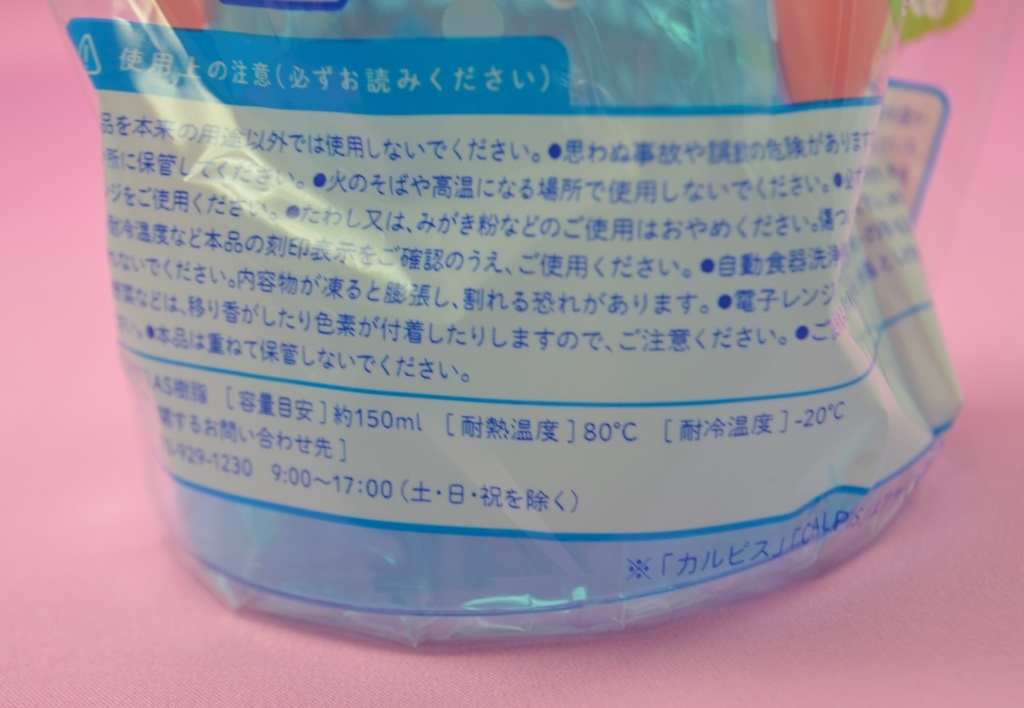 使用上の注意(必ずお読みください)
品を本来の用途以外では使用しないでください。●思わぬ事故や誤飲の危険があります
所に保管してください。●火のそばや高温になる場所で使用しないでください。●必ず
ジをご使用ください。●たわし又は、みがき粉などのご使用はおやめください。傷つ
耐冷温度など本品の刻印表示をご確認のうえ、ご使用ください。●自動食器洗浄
ないでください。内容物が凍ると膨張し、割れる恐れがあります。●電子レンジ
などは、移り香がしたり色素が付着したりしますので、ご注意ください。●ご
い。●本品は重ねて保管しないでください。
AS樹脂 [容量目安]約150ml [耐熱温度]80℃ [耐冷温度]-20℃
関するお問い合わせ先]
-929-1230 9:00〜17:00(土・日・祝を除く)
※「カルピス」「CALPIS